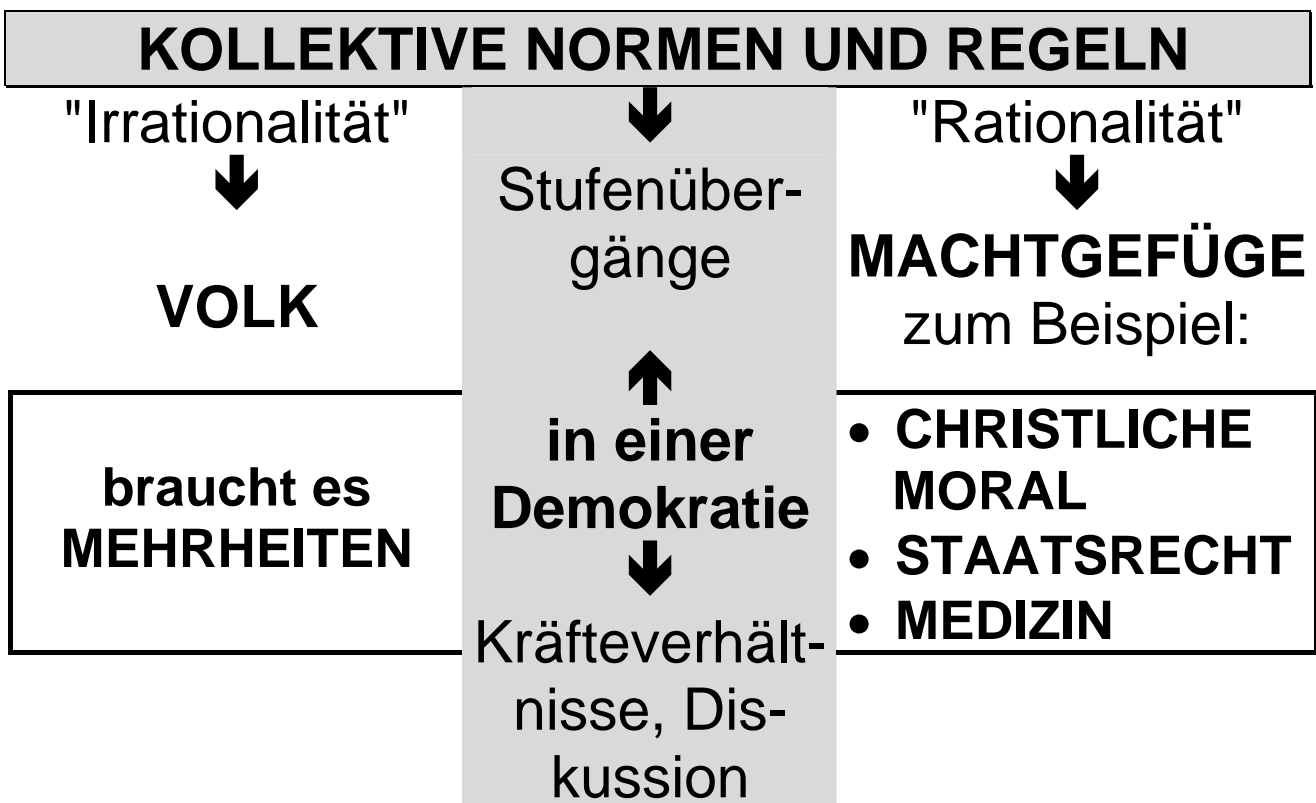 KOLLEKTIVE NORMEN UND REGELN
"Irrationalität"
🡻
VOLK
braucht es
MEHRHEITEN
🡻
Stufenüber-
gänge
🡹
in einer
Demokratie
🡻
Kräfteverhält-
nisse, Dis-
kussion
"Rationalität"
🡻
MACHTGEFÜGE
zum Beispiel:
• CHRISTLICHE
MORAL
• STAATSRECHT
• MEDIZIN